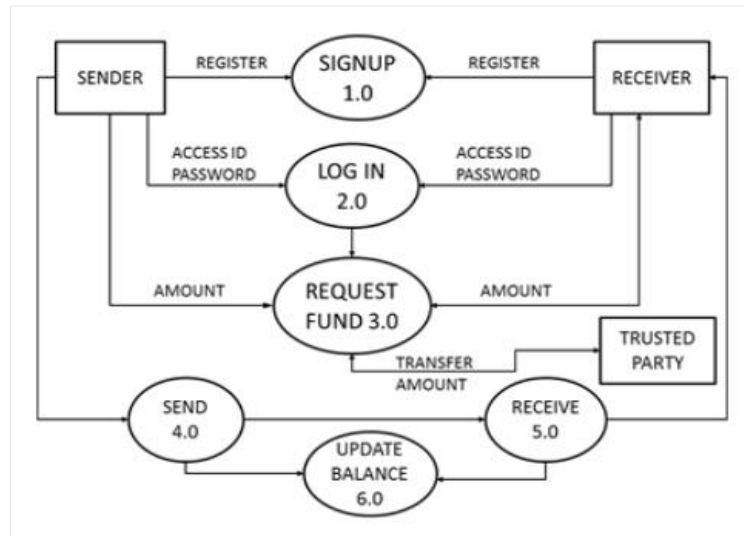 SENDER
REGISTER
SIGNUP
1.0
REGISTER
RECEIVER
ACCESS ID
PASSWORD
LOG IN
2.0
ACCESS ID
PASSWORD
AMOUNT
REQUEST
FUND 3.0
AMOUNT
TRANSFER
AMOUNT
TRUSTED
PARTY
SEND
4.0
RECEIVE
5.0
UPDATE
BALANCE
6.0